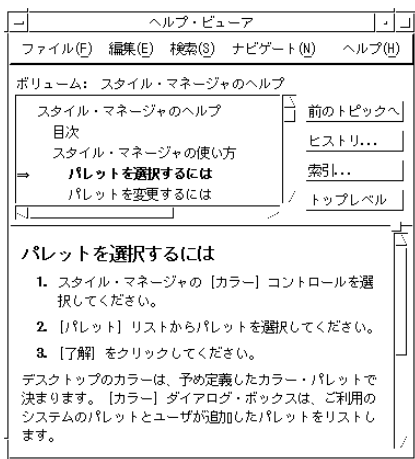 ヘルプ・ビューア
ファイル(F) 編集(E) 検索(S) ナビゲート(N) ヘルプ(H)
ボリューム: スタイル・マネージャのヘルプ
スタイル・マネージャのヘルプ
目次
スタイル・マネージャの使い方
⇒ パレットを選択するには
パレットを変更するには
前のトピックへ
ヒストリ...
索引...
トップレベル
パレットを選択するには
1. スタイル・マネージャの [カラー] コントロールを選
択してください。
2. [パレット] リストからパレットを選択してください。
3. [了解] をクリックしてください。
デスクトップのカラーは、予め定義したカラー・パレットで
決まります。[カラー] ダイアログ・ボックスは、ご利用の
システムのパレットとユーザが追加したパレットをリストし
ます。